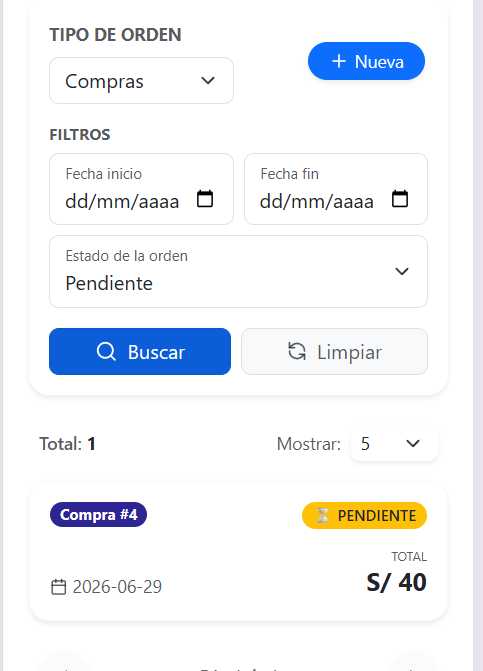 TIPO DE ORDEN
Compras
Nueva
FILTROS
Fecha inicio
dd/mm/aaaa
Fecha fin
dd/mm/aaaa
Estado de la orden
Pendiente
Buscar
Limpiar
Total: 1
Mostrar: 5
Compra #4
PENDIENTE
TOTAL
2026-06-29
S/ 40